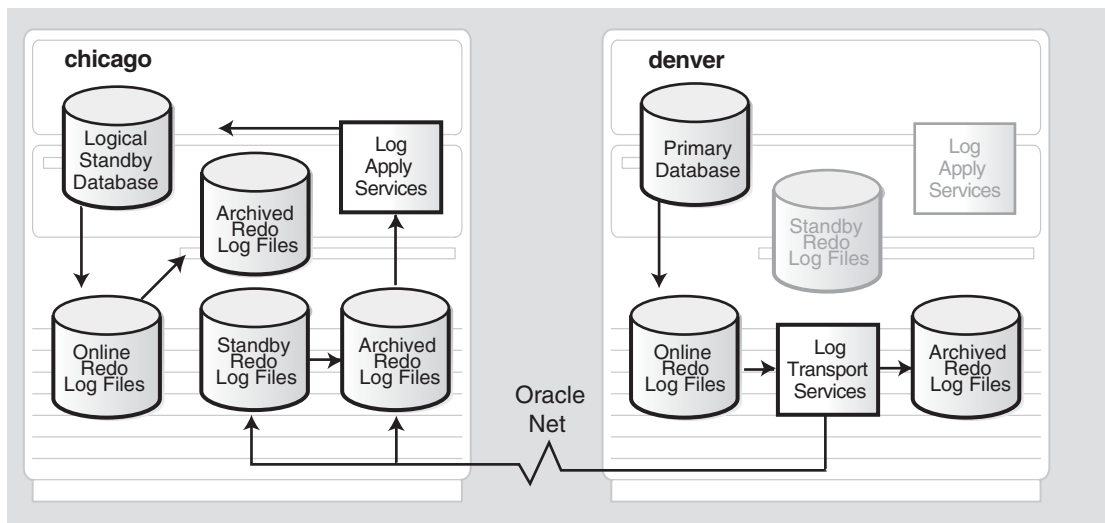 chicago
Logical
Standby
Database
Log
Apply
Services
Archived
Redo
Log Files
Online
Redo
Log Files
Standby
Redo
Log Files
Archived
Redo
Log Files
Oracle
Net
denver
Primary
Database
Log
Apply
Services
Standby
Redo
Log Files
Online
Redo
Log Files
Log
Transport
Services
Archived
Redo
Log Files